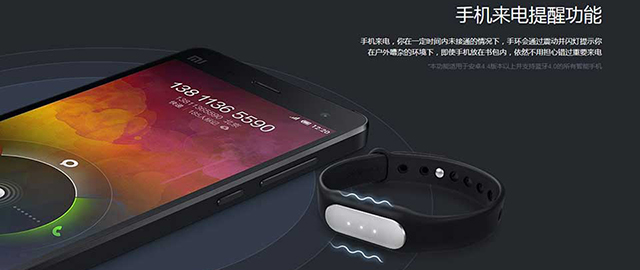 手机来电提醒功能
手机来电，你在一定时间内未接通的情况下，手环会通过震动并闪灯提示你
在户外嘈杂的环境下，即使手机放在书包内，依然不用担心错过重要来电
*本功能适用于安卓4.4版本以上并支持蓝牙4.0的所有智能手机
MI
12:20
138 1136 5590
13811365590 北京